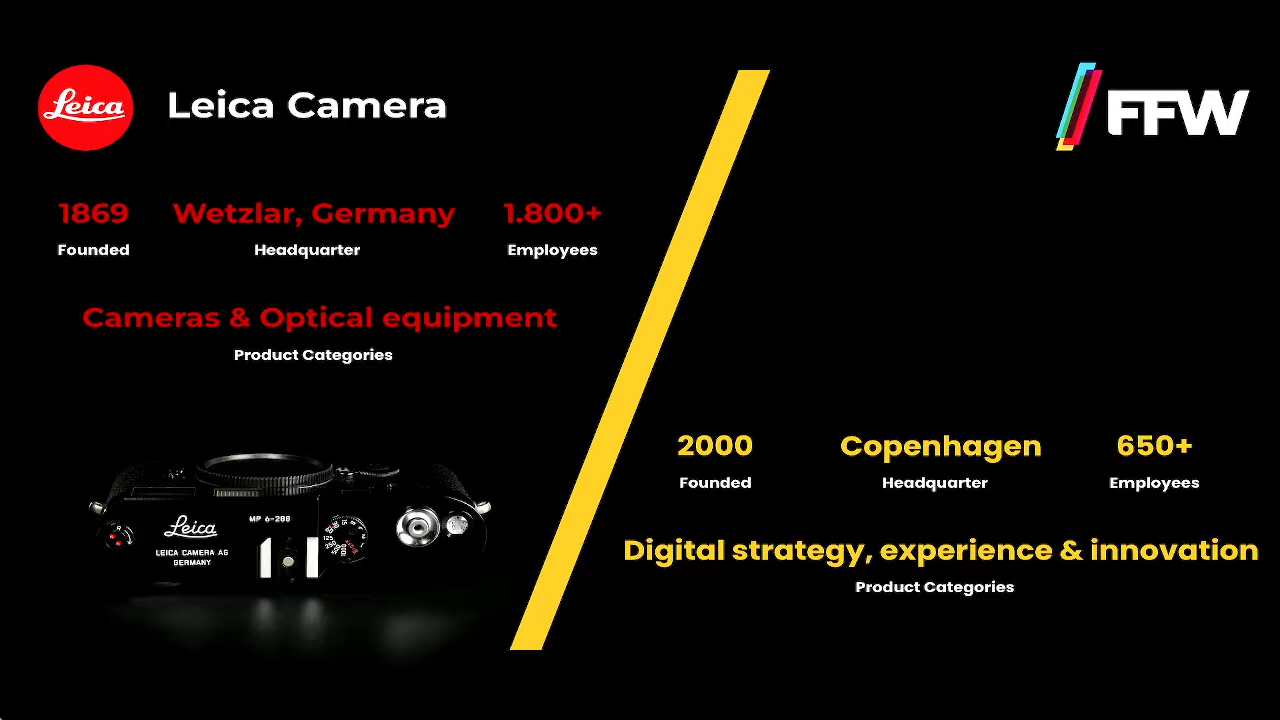 Leica
Leica Camera
1869
Founded
Wetzlar, Germany
Headquarter
1.800+
Employees
Cameras & Optical equipment
Product Categories
Leica
MP 6-288
LEICA CAMERA AG
GERMANY
FFW
2000
Founded
Copenhagen
Headquarter
650+
Employees
Digital strategy, experience & innovation
Product Categories